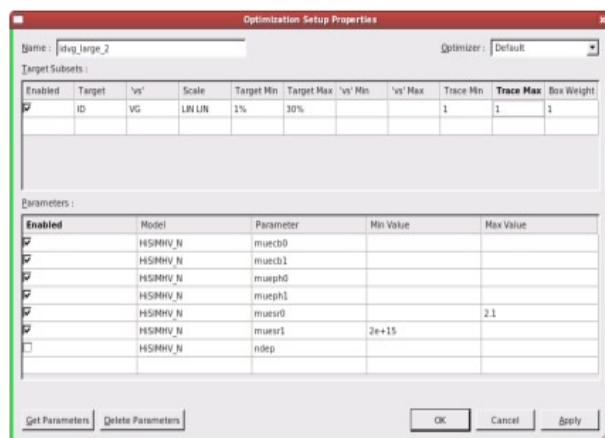 Optimization Setup Properties
Name : idvg_large_2 Optimizer : Default
Target Subsets :
Enabled Target 'vs' Scale Target Min Target Max 'vs' Min 'vs' Max Trace Min Trace Max Box Weight
ID VG LIN LIN 1% 30% 1 1 1
Parameters :
Enabled Model Parameter Min Value Max Value
HiSIMHV_N muecb0
HiSIMHV_N muecb1
HiSIMHV_N mueph0
HiSIMHV_N mueph1
HiSIMHV_N muesr0 2.1
HiSIMHV_N muesr1 2e+15
HiSIMHV_N ndep
Get Parameters Delete Parameters OK Cancel Apply